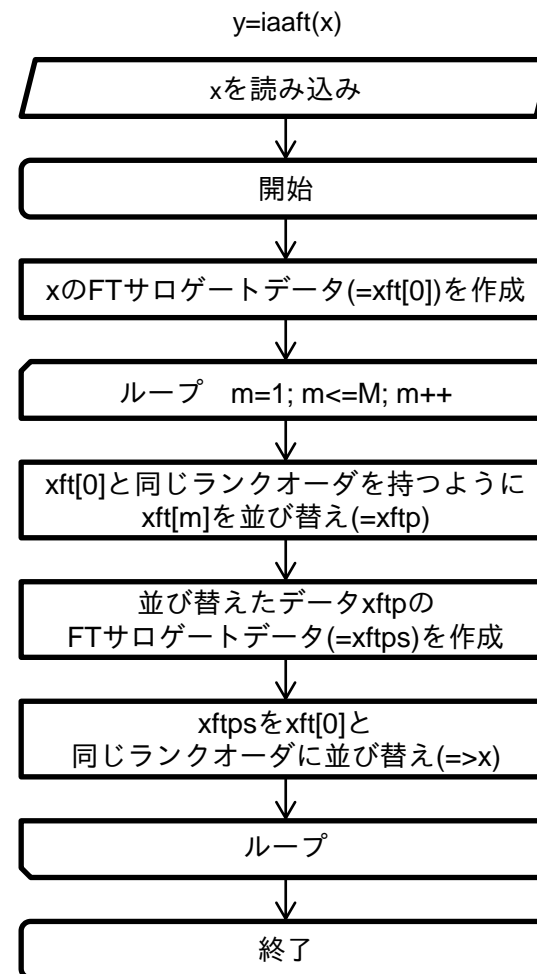 y=iaaft(x)
xを読み込み
開始
xのFTサロゲートデータ(=xft[0])を作成
ループ　m=1; m<=M; m++
xft[0]と同じランクオーダを持つように
xft[m]を並び替え(=xftp)
並び替えたデータxftpの
FTサロゲートデータ(=xftps)を作成
xftpsをxft[0]と
同じランクオーダに並び替え(=>x)
ループ
終了